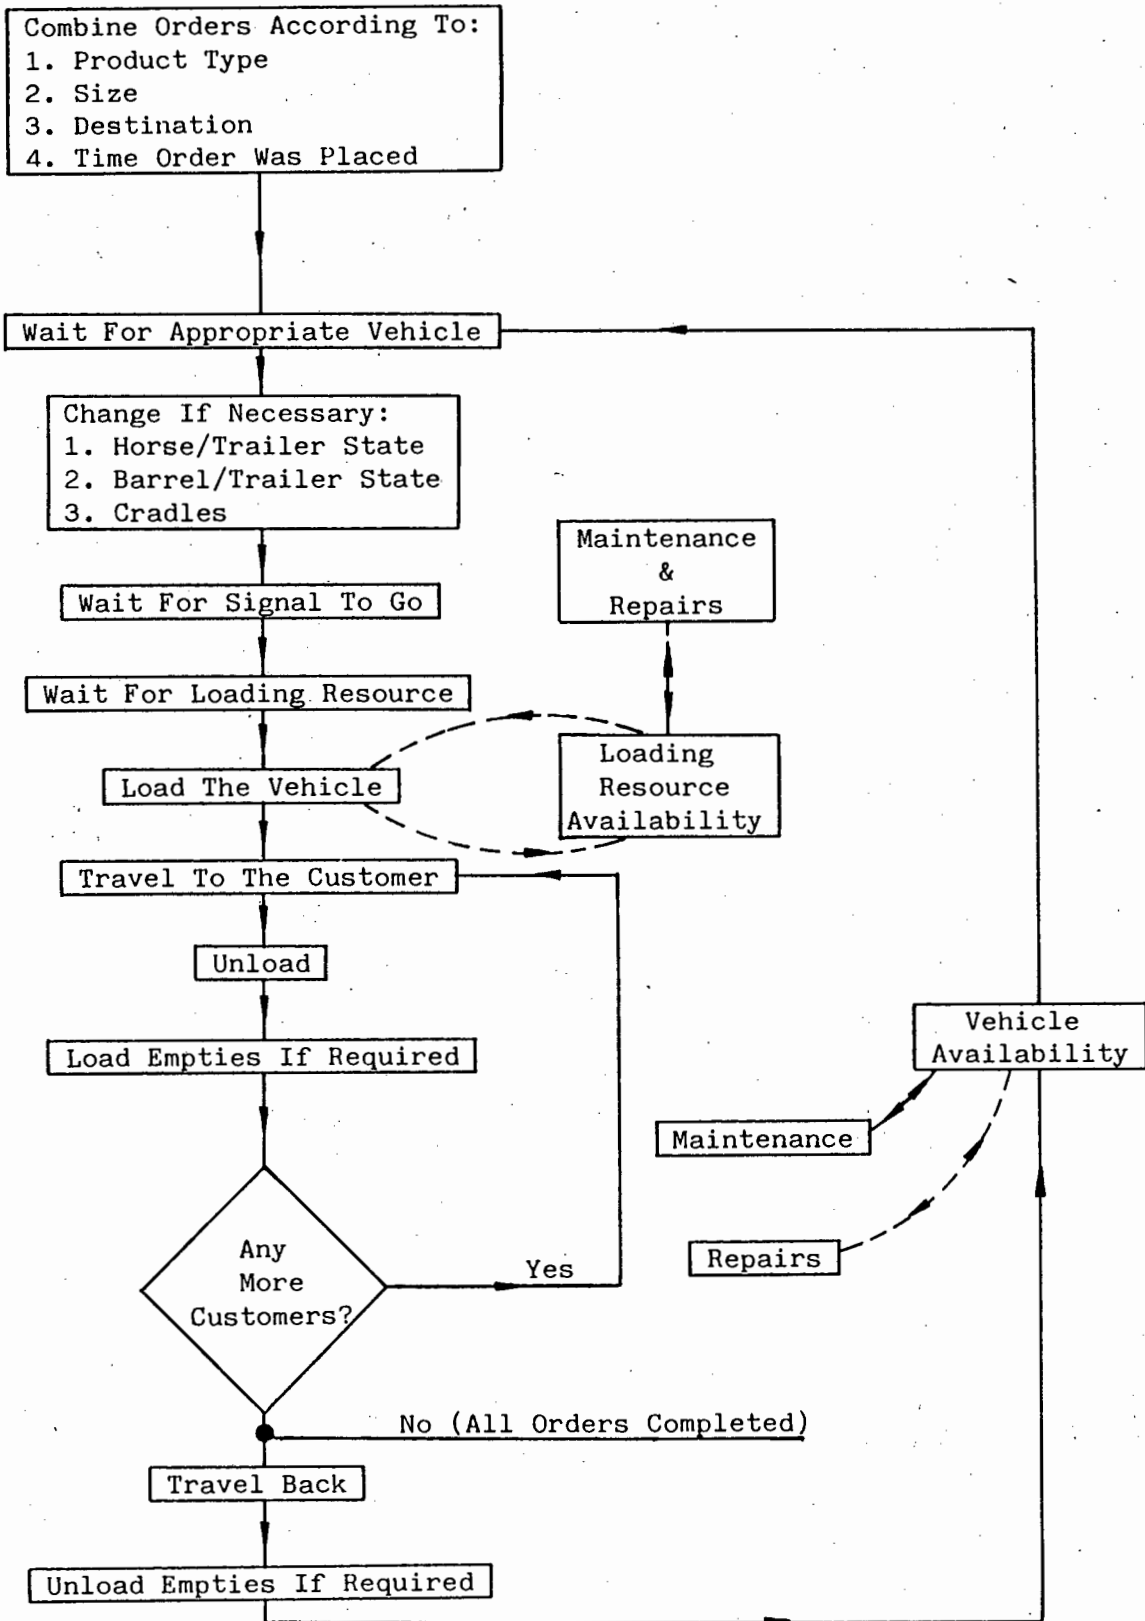 Combine Orders According To:
1. Product Type
2. Size
3. Destination
4. Time Order Was Placed
Wait For Appropriate Vehicle
Change If Necessary:
1. Horse/Trailer State
2. Barrel/Trailer State
3. Cradles
Wait For Signal To Go
Maintenance
&
Repairs
Wait For Loading Resource
Loading
Resource
Availability
Load The Vehicle
Travel To The Customer
Unload
Load Empties If Required
Vehicle
Availability
Maintenance
Repairs
Any
More
Customers?
Yes
No (All Orders Completed)
Travel Back
Unload Empties If Required